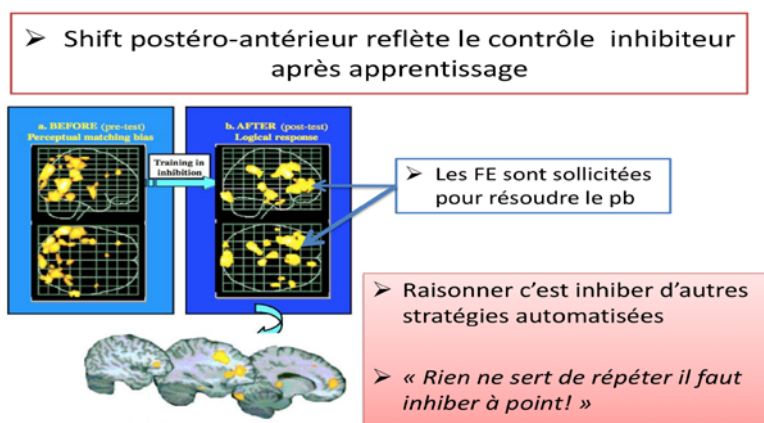 ➤ Shift postéro-antérieur reflète le contrôle inhibiteur
après apprentissage
a. BEFORE (pre-test)
Perceptual matching bias
b. AFTER (post-test)
Logical response
Training in
inhibition
➤ Les FE sont sollicitées
pour résoudre le pb
➤ Raisonner c'est inhiber d'autres
stratégies automatisées
➤ « Rien ne sert de répéter il faut
inhiber à point! »